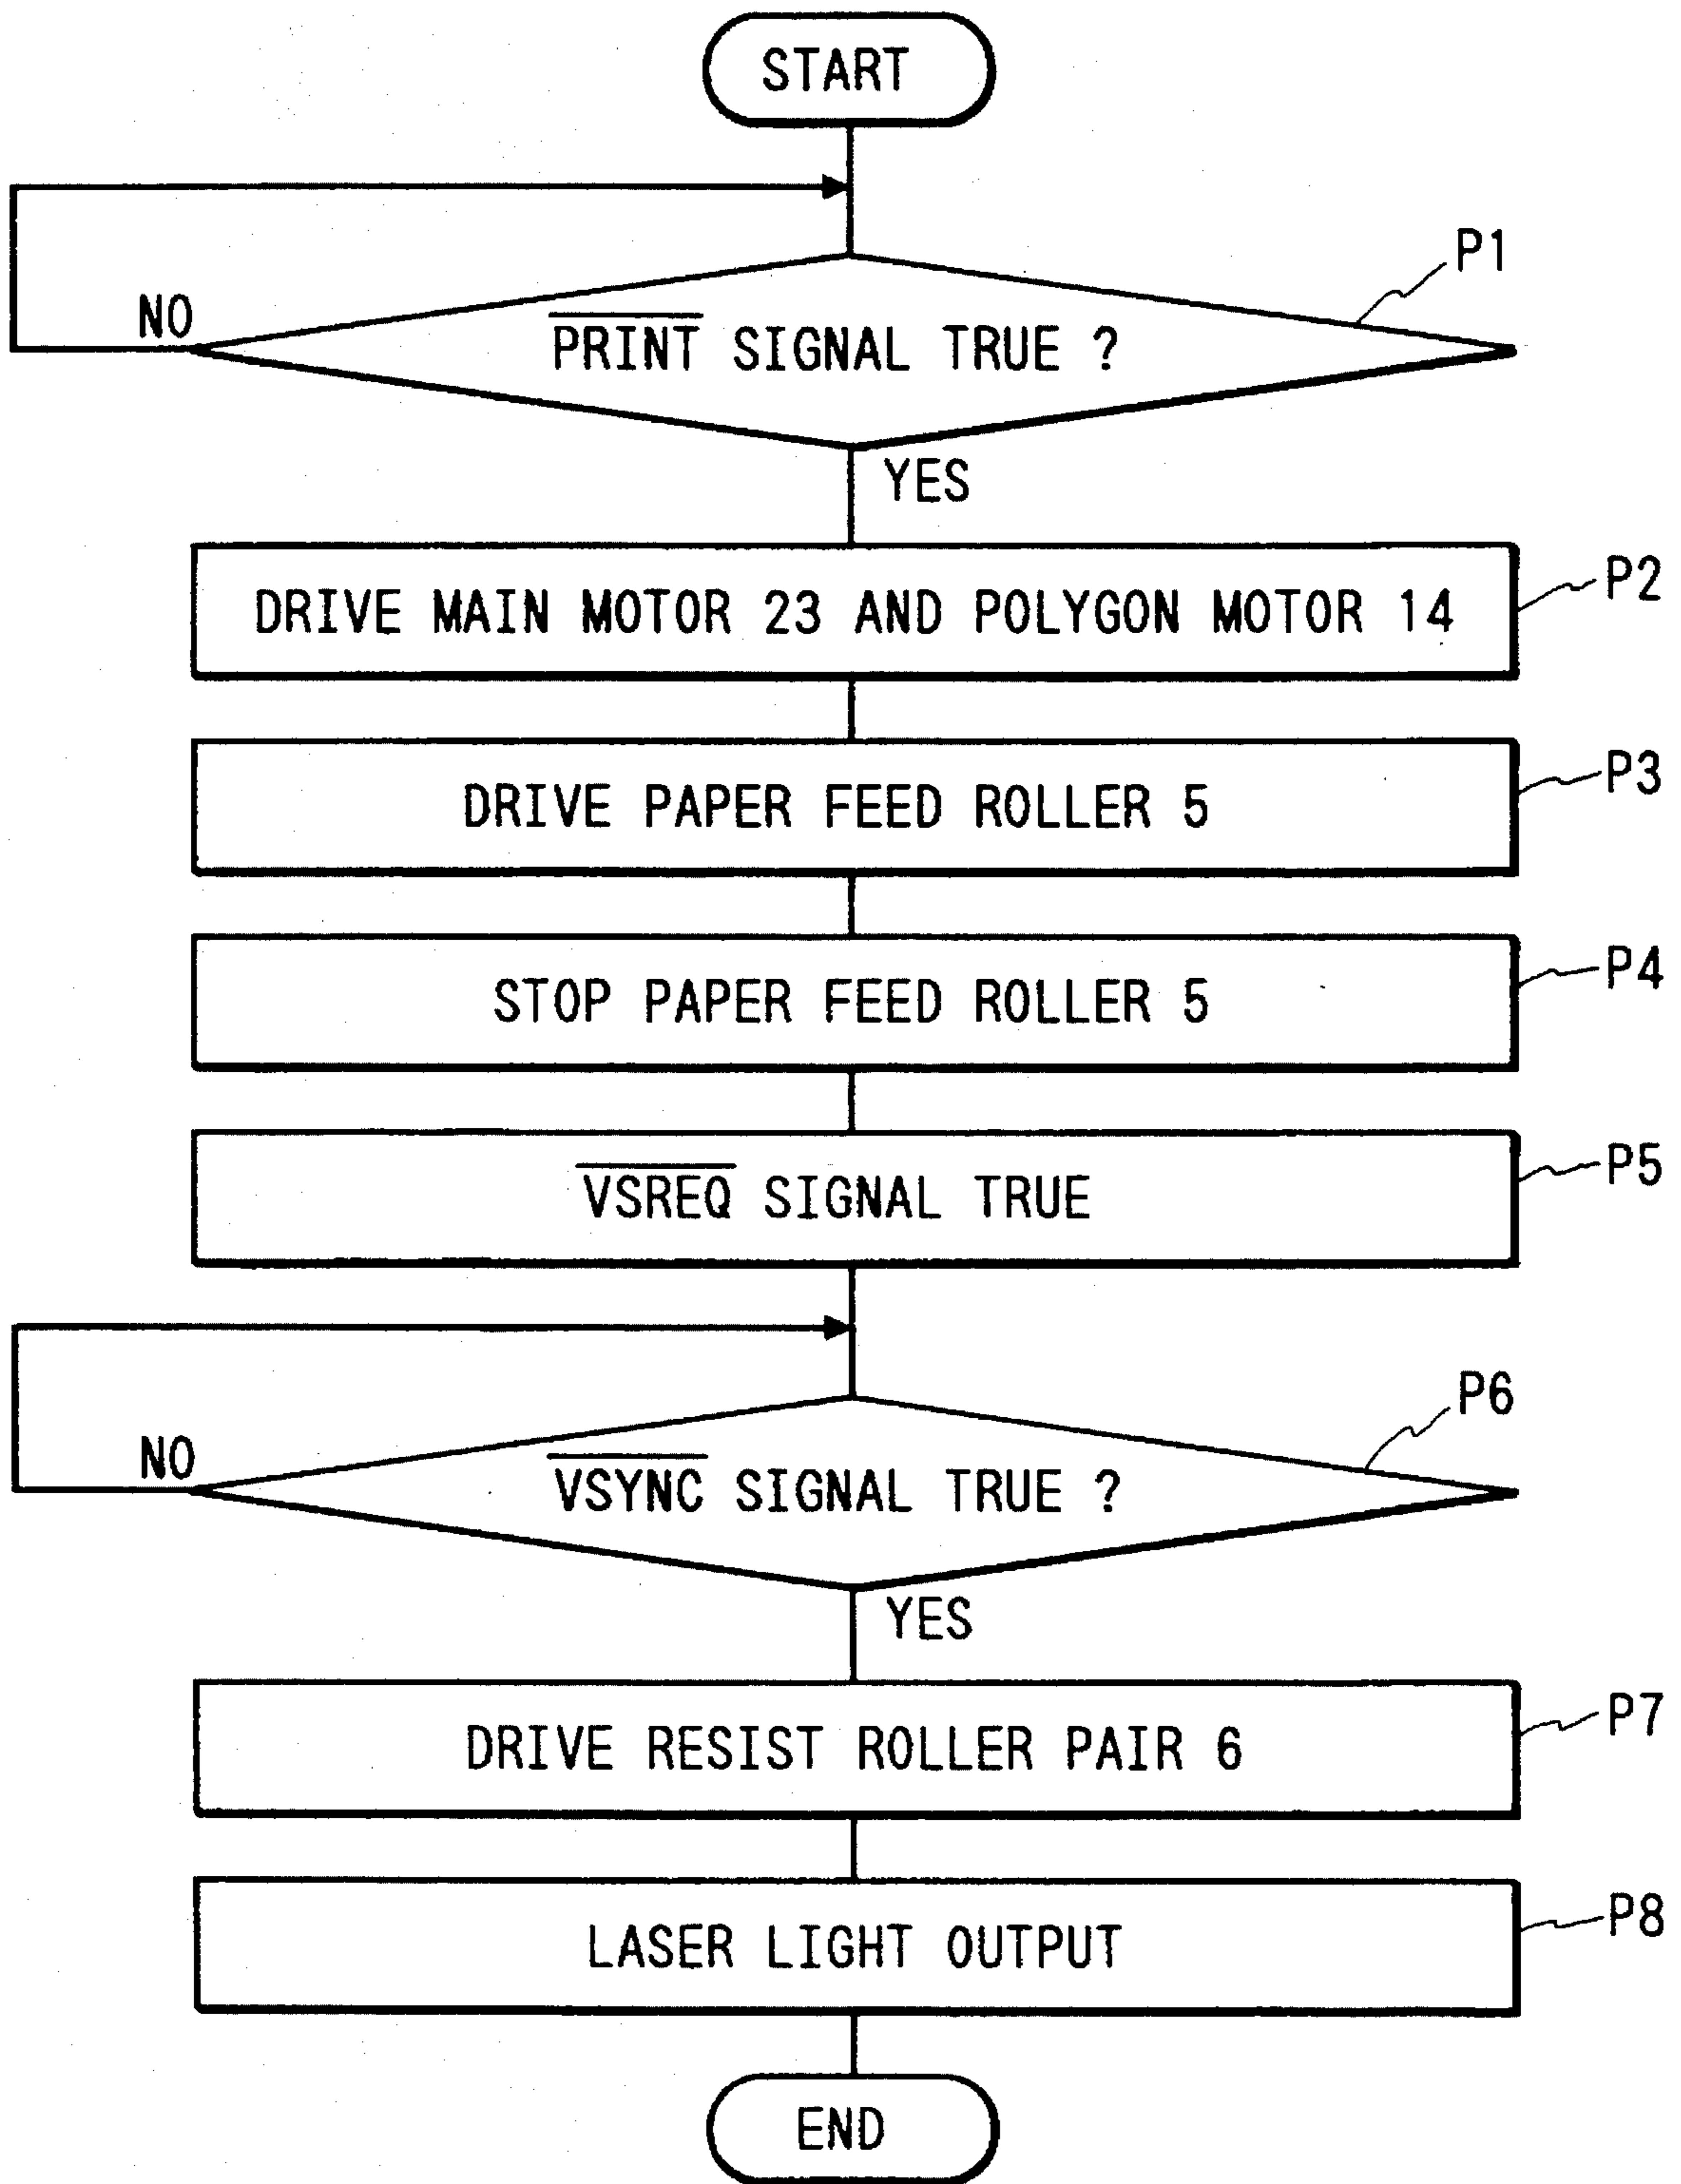 START
P1
NO
PRINT SIGNAL TRUE ?
YES
P2
DRIVE MAIN MOTOR 23 AND POLYGON MOTOR 14
P3
DRIVE PAPER FEED ROLLER 5
P4
STOP PAPER FEED ROLLER 5
P5
VSREQ SIGNAL TRUE
P6
NO
VSYNC SIGNAL TRUE ?
YES
P7
DRIVE RESIST ROLLER PAIR 6
P8
LASER LIGHT OUTPUT
END